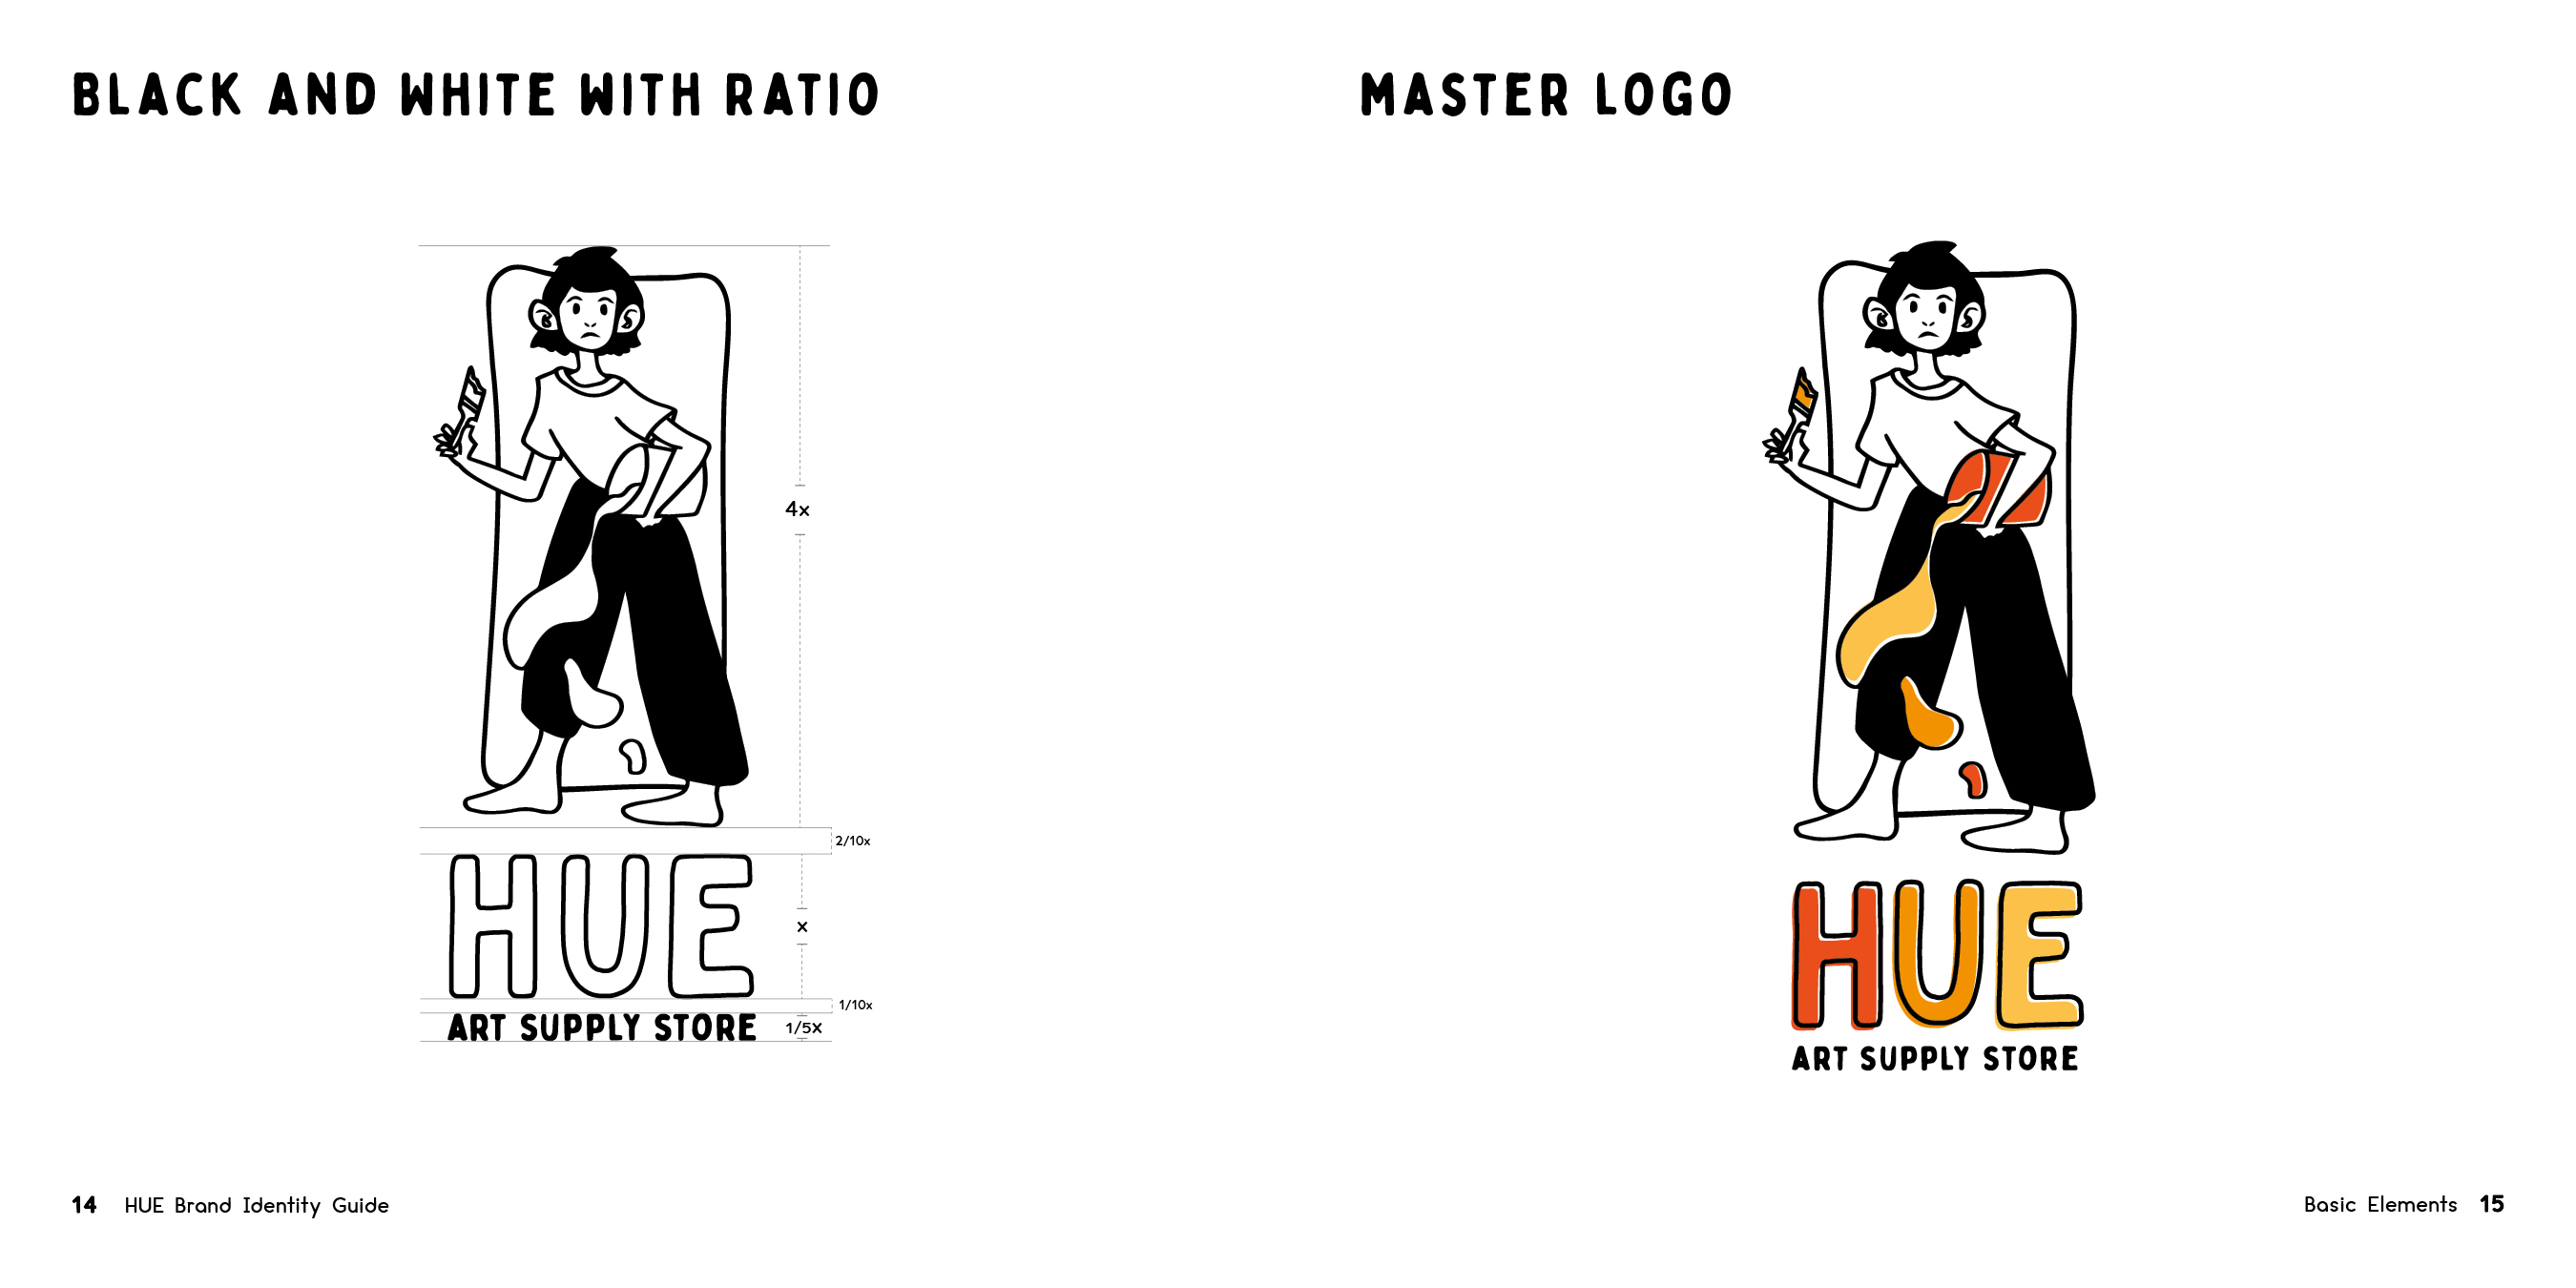 BLACK AND WHITE WITH RATIO
4x
2/10x
HUE
x
1/10x
ART SUPPLY STORE
1/5x
14 HUE Brand Identity Guide
MASTER LOGO
HUE
ART SUPPLY STORE
Basic Elements 15